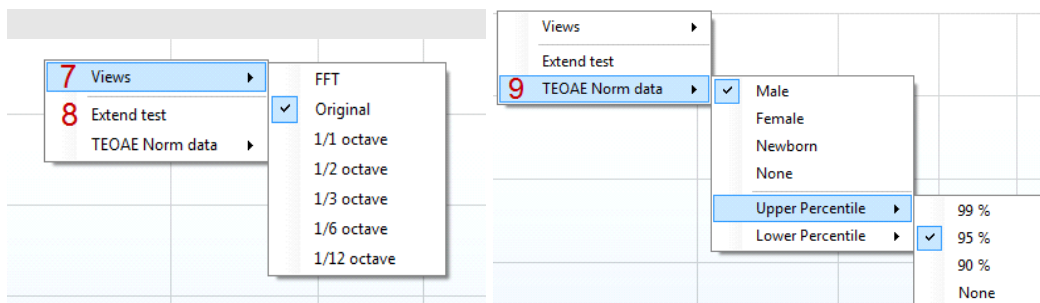 7 Views
8 Extend test
TEOAE Norm data
FFT
Original
1/1 octave
1/2 octave
1/3 octave
1/6 octave
1/12 octave
Views
Extend test
9 TEOAE Norm data
Male
Female
Newborn
None
Upper Percentile
Lower Percentile
99 %
95 %
90 %
None